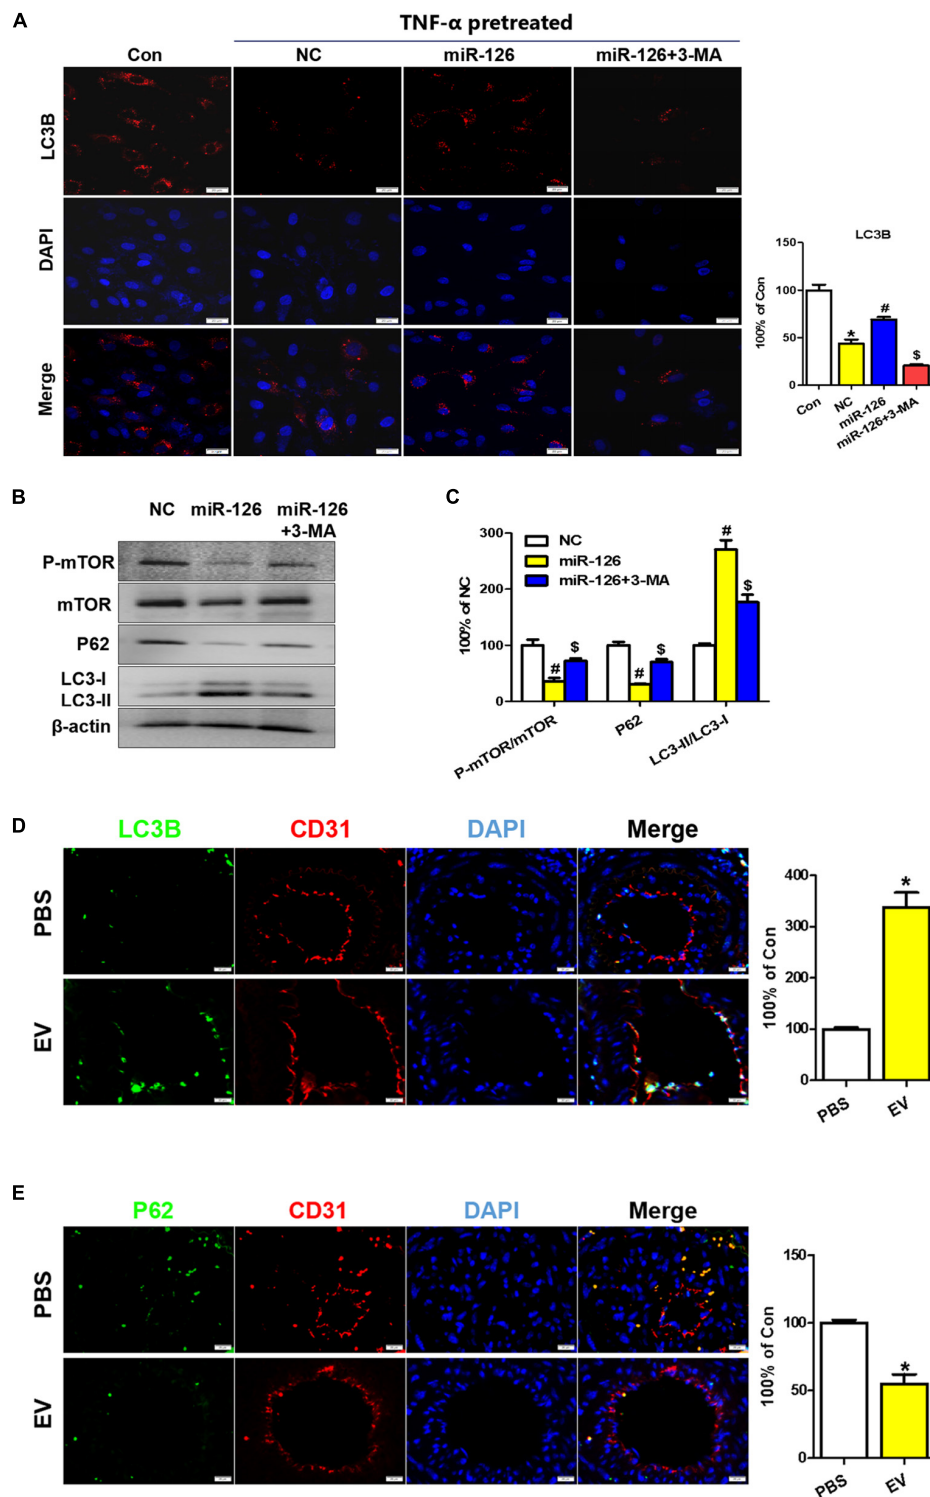 A
TNF-α pretreated
Con NC miR-126 miR-126+3-MA
LC3B
DAPI
Merge
LC3B
100% of Con
150
100
50
0
* # $
Con NC miR-126 miR-126+3-MA
B
NC miR-126 miR-126
+3-MA
P-mTOR
mTOR
P62
LC3-I
LC3-II
β-actin
C
NC
miR-126
miR-126+3-MA
100% of NC
300
200
100
0
# $ # $ # $
P-mTOR/mTOR P62 LC3-II/LC3-I
D
LC3B CD31 DAPI Merge
PBS
EV
100% of Con
400
300
200
100
0
*
PBS EV
E
P62 CD31 DAPI Merge
PBS
EV
100% of Con
150
100
50
0
*
PBS EV